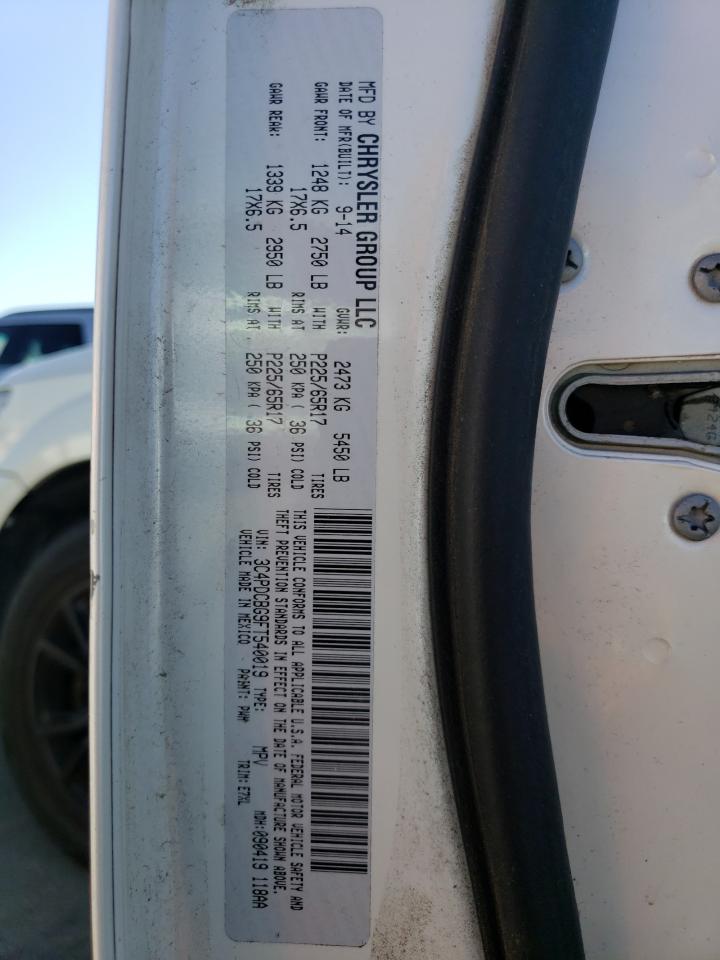 MFD BY CHRYSLER GROUP LLC
DATE OF MFR(BUILT): 9-14 GVWR: 2473 KG 5450 LB
GAWR FRONT: 1248 KG 2750 LB WITH P225/65R17 TIRES
17X6.5 RIMS AT 250 KPA ( 36 PSI) COLD
GAWR REAR: 1339 KG 2950 LB WITH P225/65R17 TIRES
17X6.5 RIMS AT 250 KPA ( 36 PSI) COLD
THIS VEHICLE CONFORMS TO ALL APPLICABLE U.S.A. FEDERAL MOTOR VEHICLE SAFETY AND
THEFT PREVENTION STANDARDS IN EFFECT ON THE DATE OF MANUFACTURE SHOWN ABOVE.
VIN: 3C4PDCBG9FT540019 TYPE: MPV MDH:090419 118AA
VEHICLE MADE IN MEXICO PAINT: PW4 TRIM: E7XL